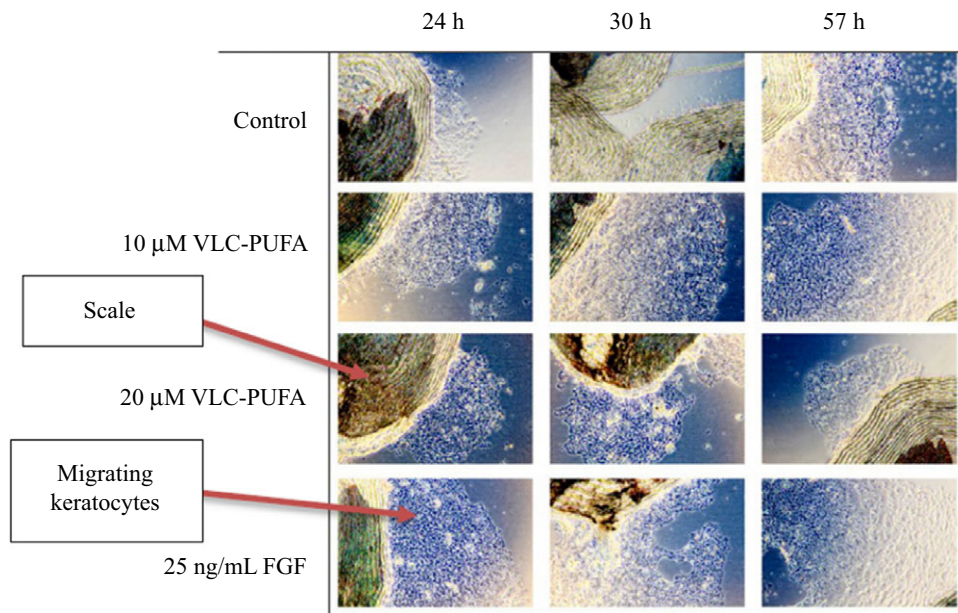 24 h 30 h 57 h
Control
10 μM VLC-PUFA
Scale
20 μM VLC-PUFA
Migrating
keratocytes
25 ng/mL FGF